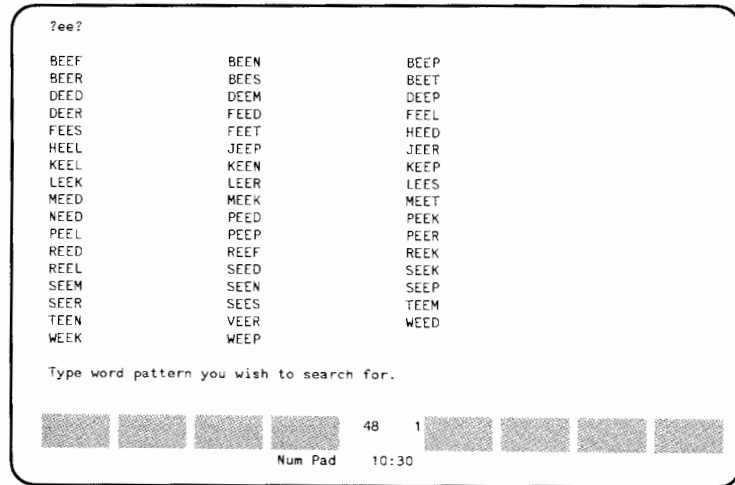 ?ee?
BEEF BEEN BEEP
BEER BEES BEET
DEED DEEM DEEP
DEER FEED FEEL
FEES FEET HEED
HEEL JEEP JEER
KEEL KEEN KEEP
LEEK LEER LEES
MEED MEEK MEET
NEED PEED PEEK
PEEL PEEP PEER
REED REEF REEK
REEL SEED SEEK
SEEM SEEN SEEP
SEER SEES TEEM
TEEN VEER WEED
WEEK WEEP
Type word pattern you wish to search for.
48 1
Num Pad 10:30